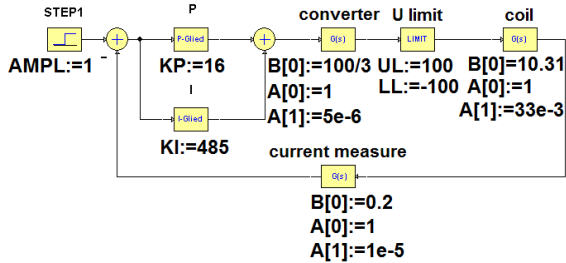 STEP1
P
converter
U limit
coil
P-Glied
G(s)
LIMIT
G(s)
AMPL:=1
-
KP:=16
B[0]:=100/3
UL:=100
B[0]:=10.31
I
A[0]:=1
LL:=-100
A[0]:=1
I-Glied
A[1]:=5e-6
A[1]:=33e-3
KI:=485
current measure
G(s)
B[0]:=0.2
A[0]:=1
A[1]:=1e-5